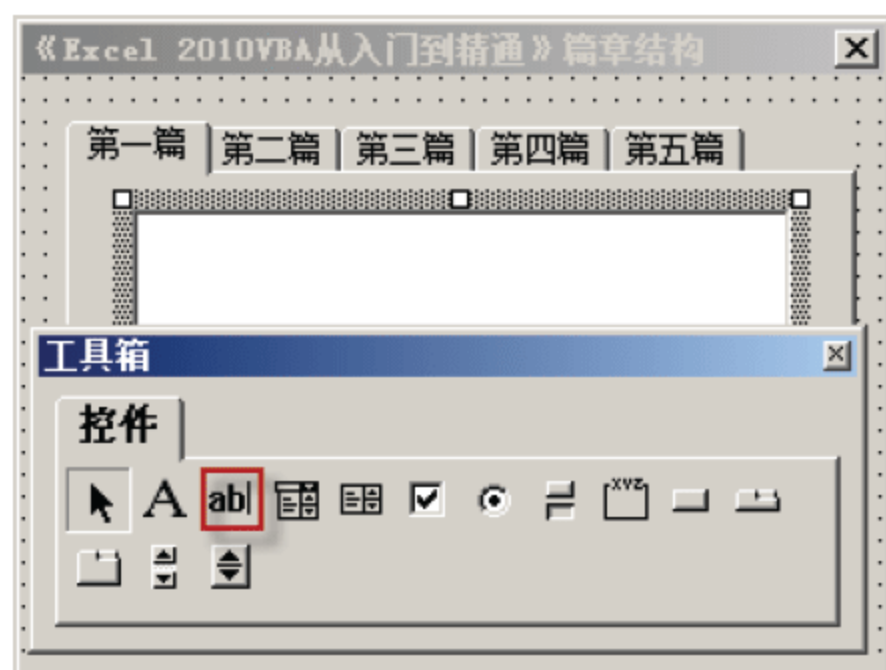 《Excel 2010VBA从入门到精通》篇章结构
第一篇 第二篇 第三篇 第四篇 第五篇
工具箱
控件
A ab| XYZ